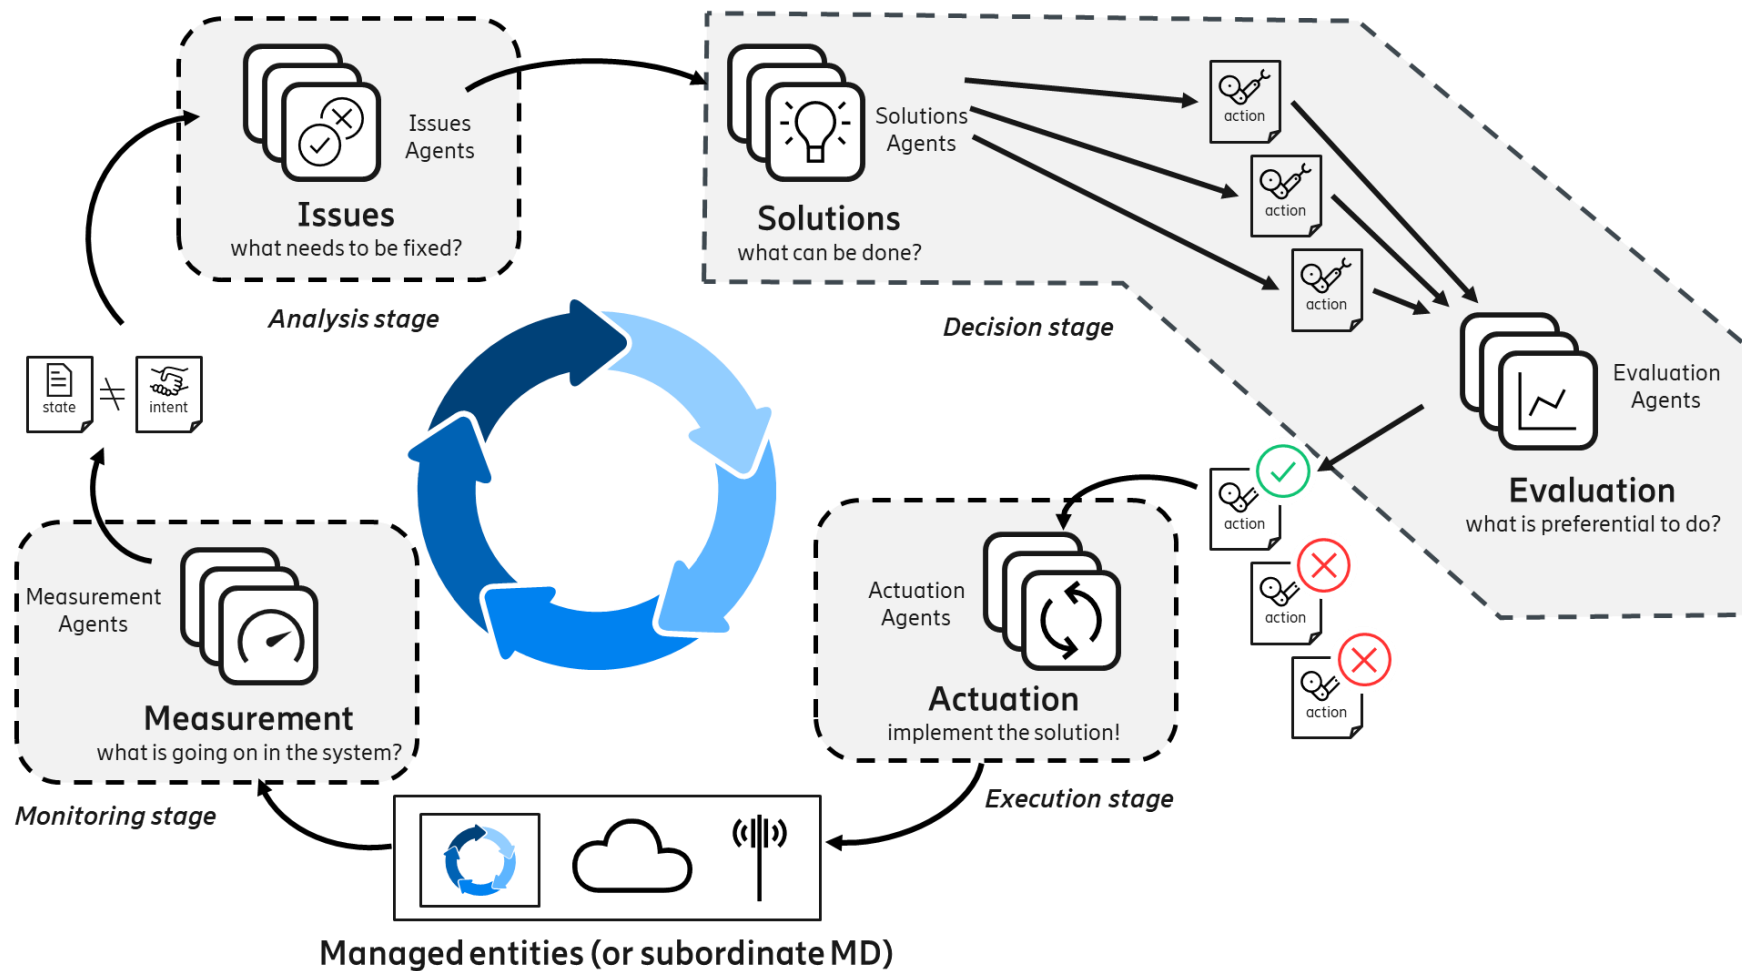 Issues
Agents
Issues
what needs to be fixed?
Analysis stage
Solutions
Agents
Solutions
what can be done?
action
action
action
Decision stage
Evaluation
Agents
Evaluation
what is preferential to do?
action
action
action
Actuation
Agents
Actuation
implement the solution!
Execution stage
Managed entities (or subordinate MD)
Measurement
Agents
Measurement
what is going on in the system?
Monitoring stage
state ≠ intent